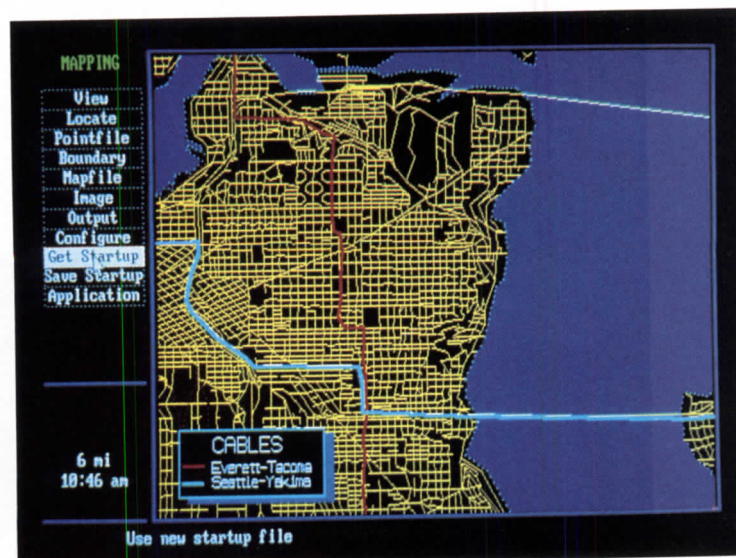 MAPPING
View
Locate
Pointfile
Boundary
Mapfile
Image
Output
Configure
Get Startup
Save Startup
Application
CABLES
Everett-Tacoma
Seattle-Yakima
6 mi
10:46 am
Use new startup file